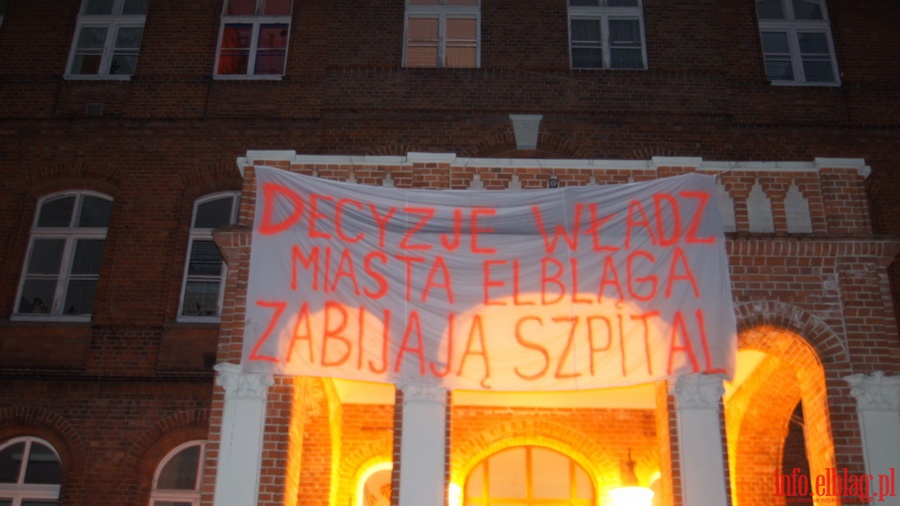 DECYZJE WŁADZ
MIASTA ELBLĄGA
ZABIJAJĄ SZPITAL
info.elblag.pl